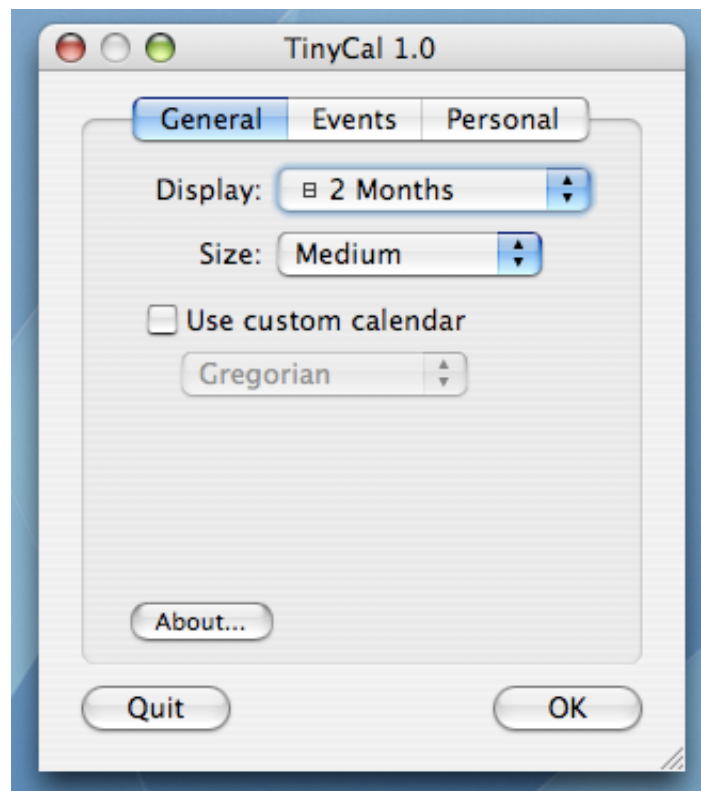 TinyCal 1.0
General Events Personal
Display: 2 Months
Size: Medium
Use custom calendar
Gregorian
About...
Quit OK